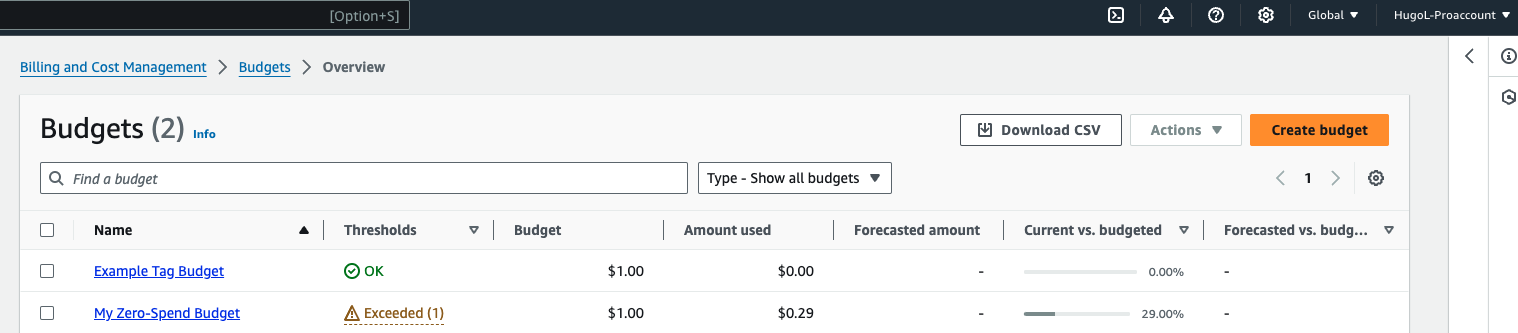 [Option+S] Global HugoL-Proaccount
Billing and Cost Management Budgets Overview
Budgets (2) Info Download CSV Actions Create budget
Find a budget Type - Show all budgets 1
Name Thresholds Budget Amount used Forecasted amount Current vs. budgeted Forecasted vs. budg...
Example Tag Budget OK $1.00 $0.00 - 0.00% -
My Zero-Spend Budget Exceeded (1) $1.00 $0.29 - 29.00% -